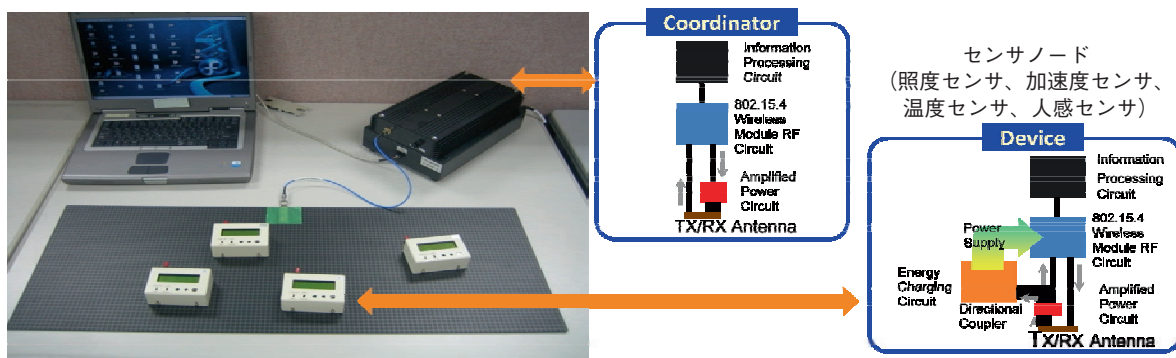 Coordinator
Information
Processing
Circuit
802.15.4
Wireless
Module RF
Circuit
Amplified
Power
Circuit
TX/RX Antenna
センサノード
(照度センサ、加速度センサ、
温度センサ、人感センサ)
Device
Information
Processing
Circuit
802.15.4
Wireless
Module RF
Circuit
Power
Supply
Energy
Charging
Circuit
Directional
Coupler
Amplified
Power
Circuit
TX/RX Antenna